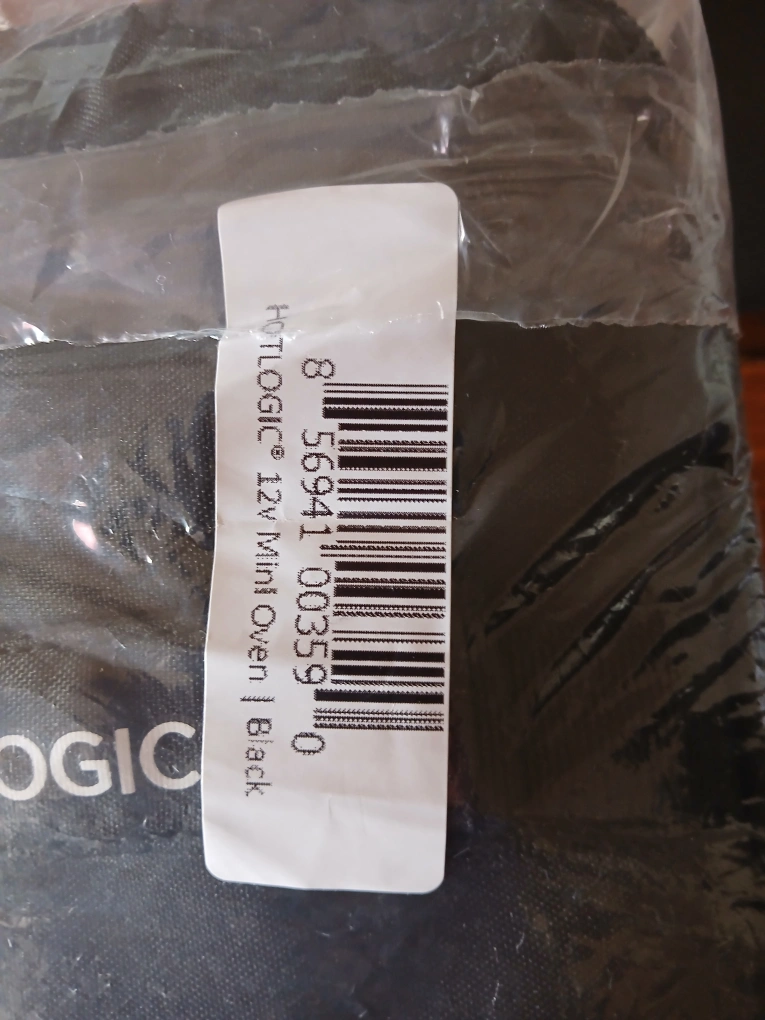 8 56941 00359 0
HOTLOGIC® 12v Mini Oven | Black
OGIC